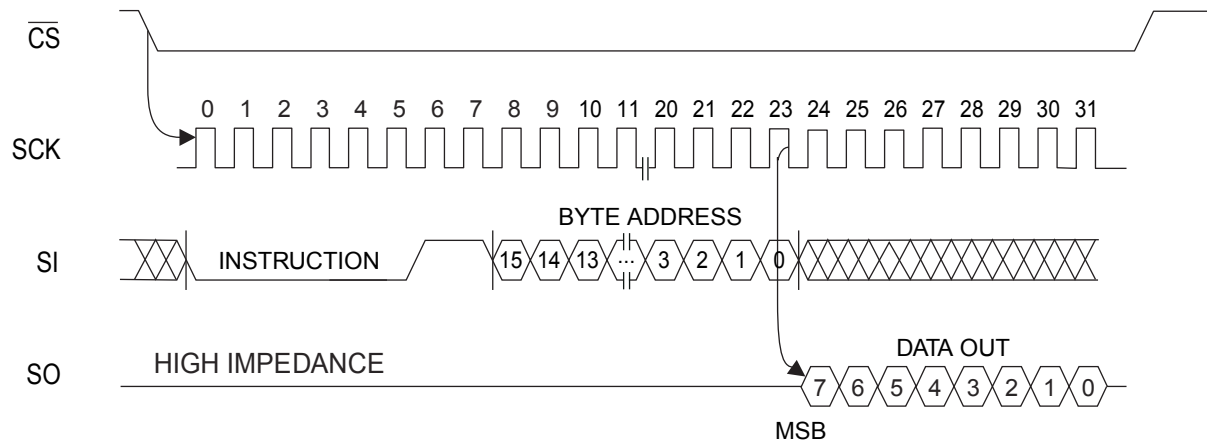 CS
0 1 2 3 4 5 6 7 8 9 10 11 20 21 22 23 24 25 26 27 28 29 30 31
SCK
BYTE ADDRESS
SI INSTRUCTION 15 14 13 ... 3 2 1 0
DATA OUT
SO HIGH IMPEDANCE 7 6 5 4 3 2 1 0
MSB